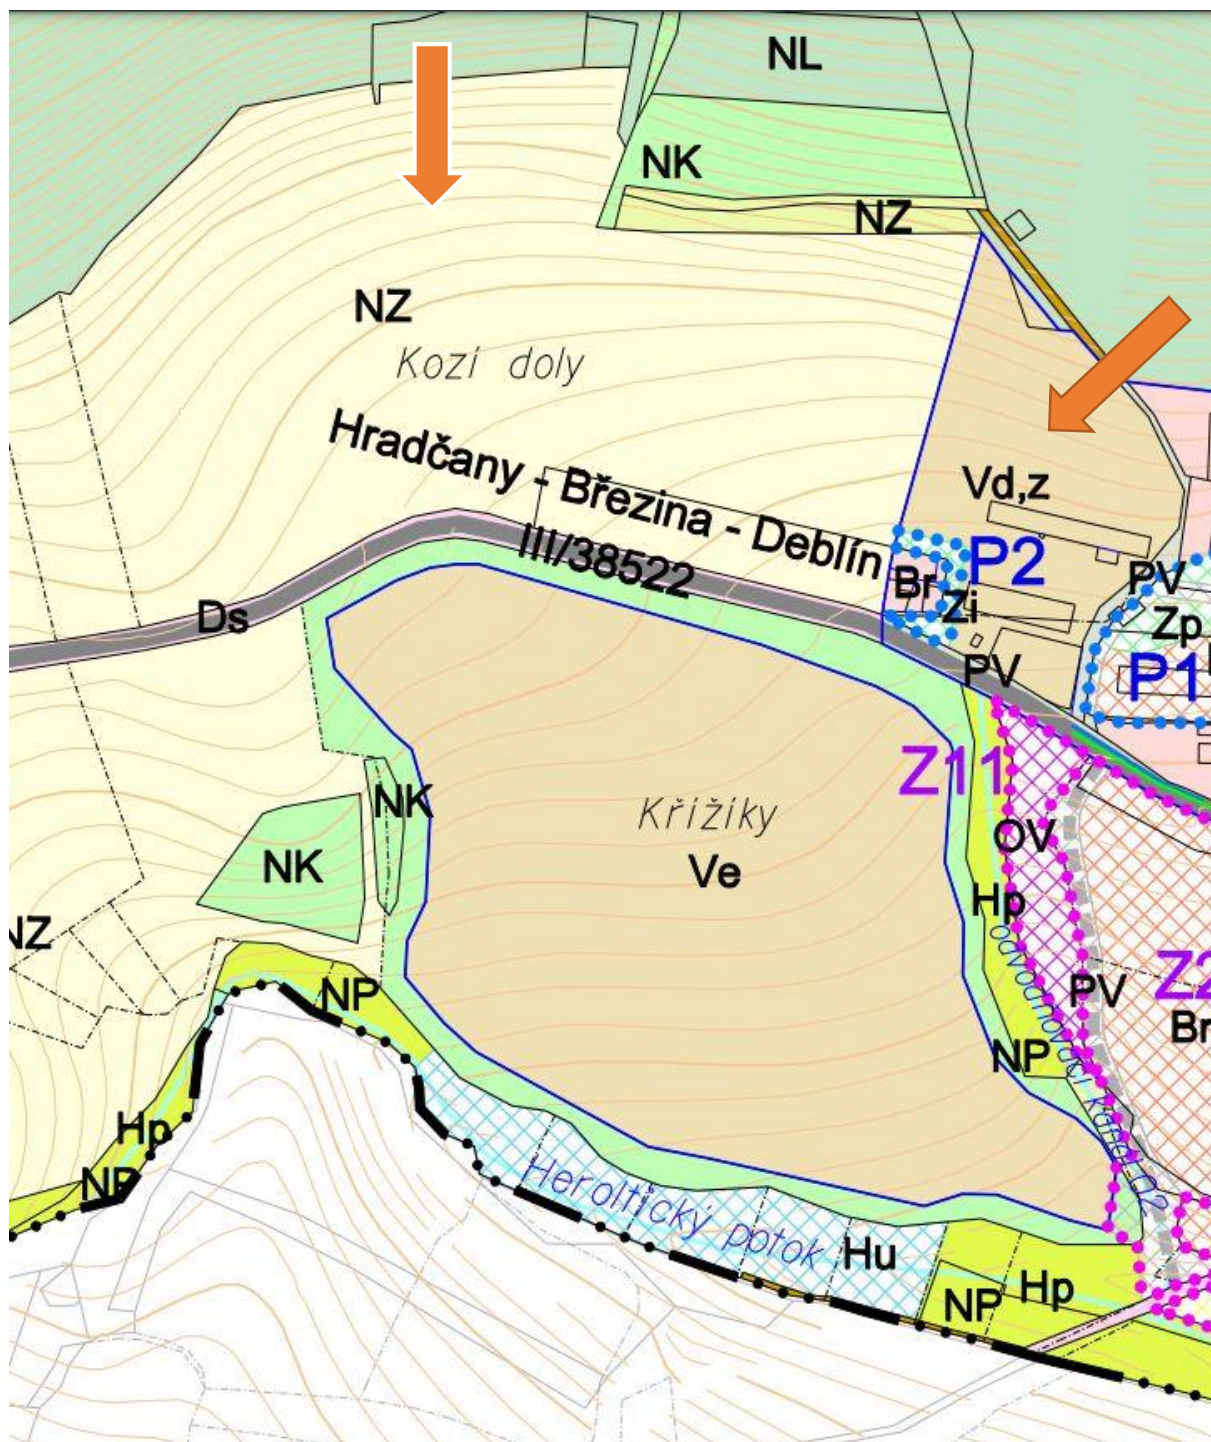 NL
NK
NZ
NZ
Kozí doly
Hradčany - Březina - Deblín
III/38522
Vd,z
P2
Br
Zi
PV
Zp
P1
Ds
PV
Z11
NK
Křižíky
OV
NK
Ve
Hp
NZ
odvodňovací kanál
NP
PV
Z2
Br
NP
Hp
NP
Heroltický potok
Hu
Hp
NP